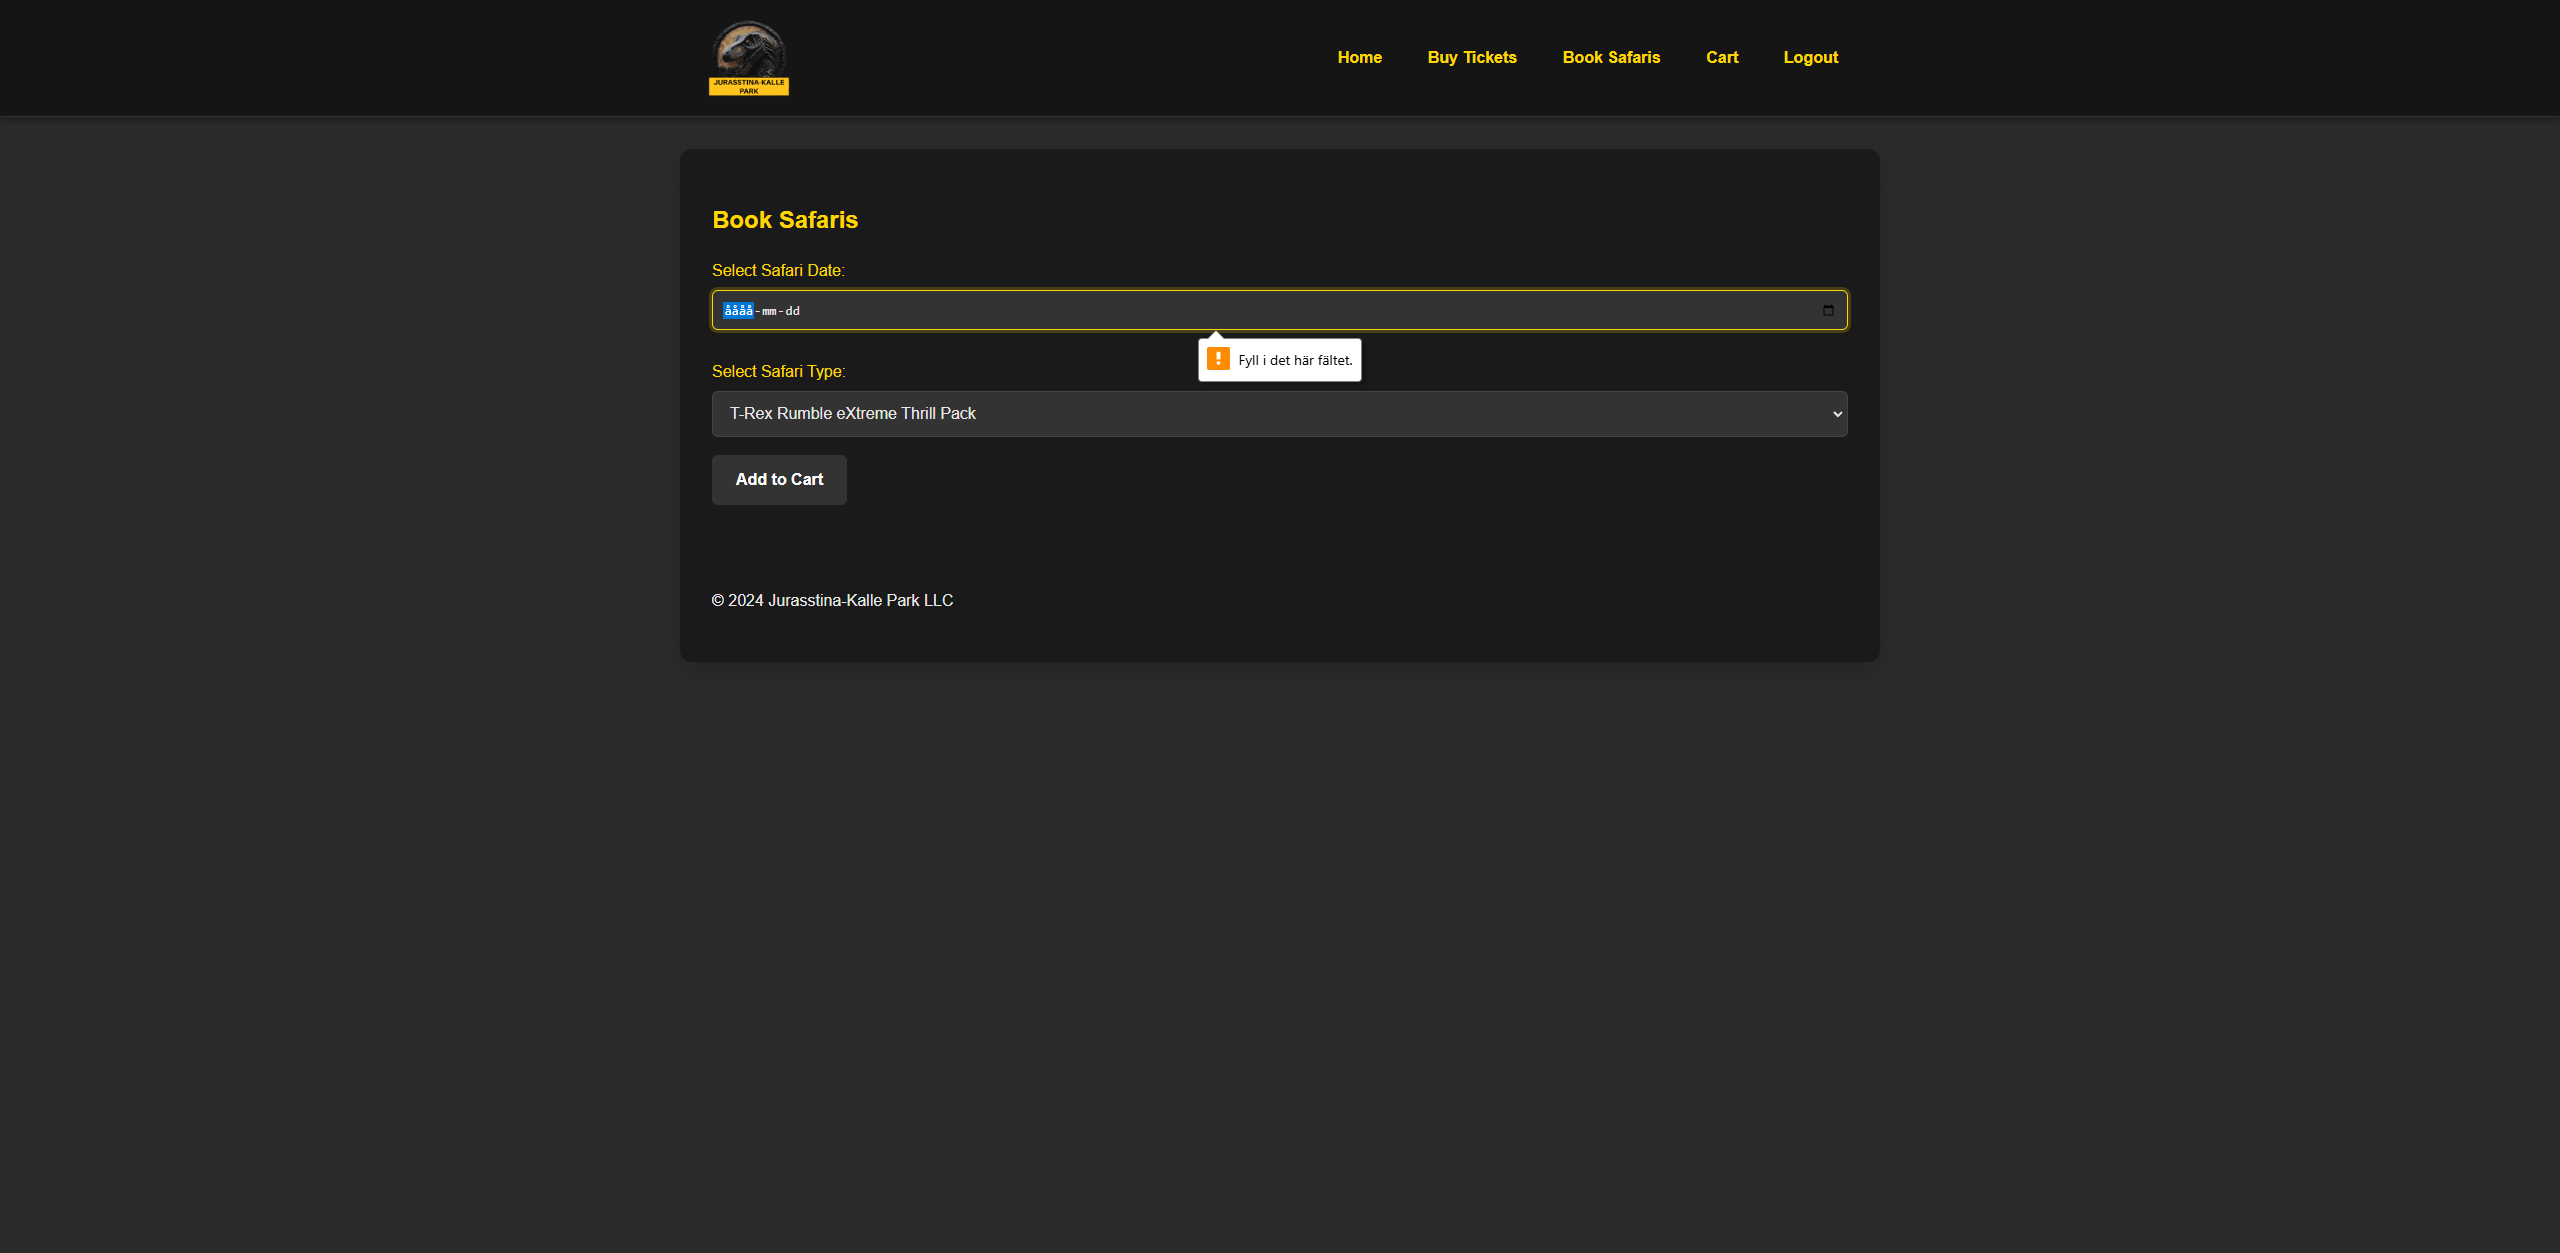 JURASSTINA-KALLE
PARK
Home Buy Tickets Book Safaris Cart Logout
Book Safaris
Select Safari Date:
åååå-mm-dd
Fyll i det här fältet.
Select Safari Type:
T-Rex Rumble eXtreme Thrill Pack
Add to Cart
© 2024 Jurasstina-Kalle Park LLC